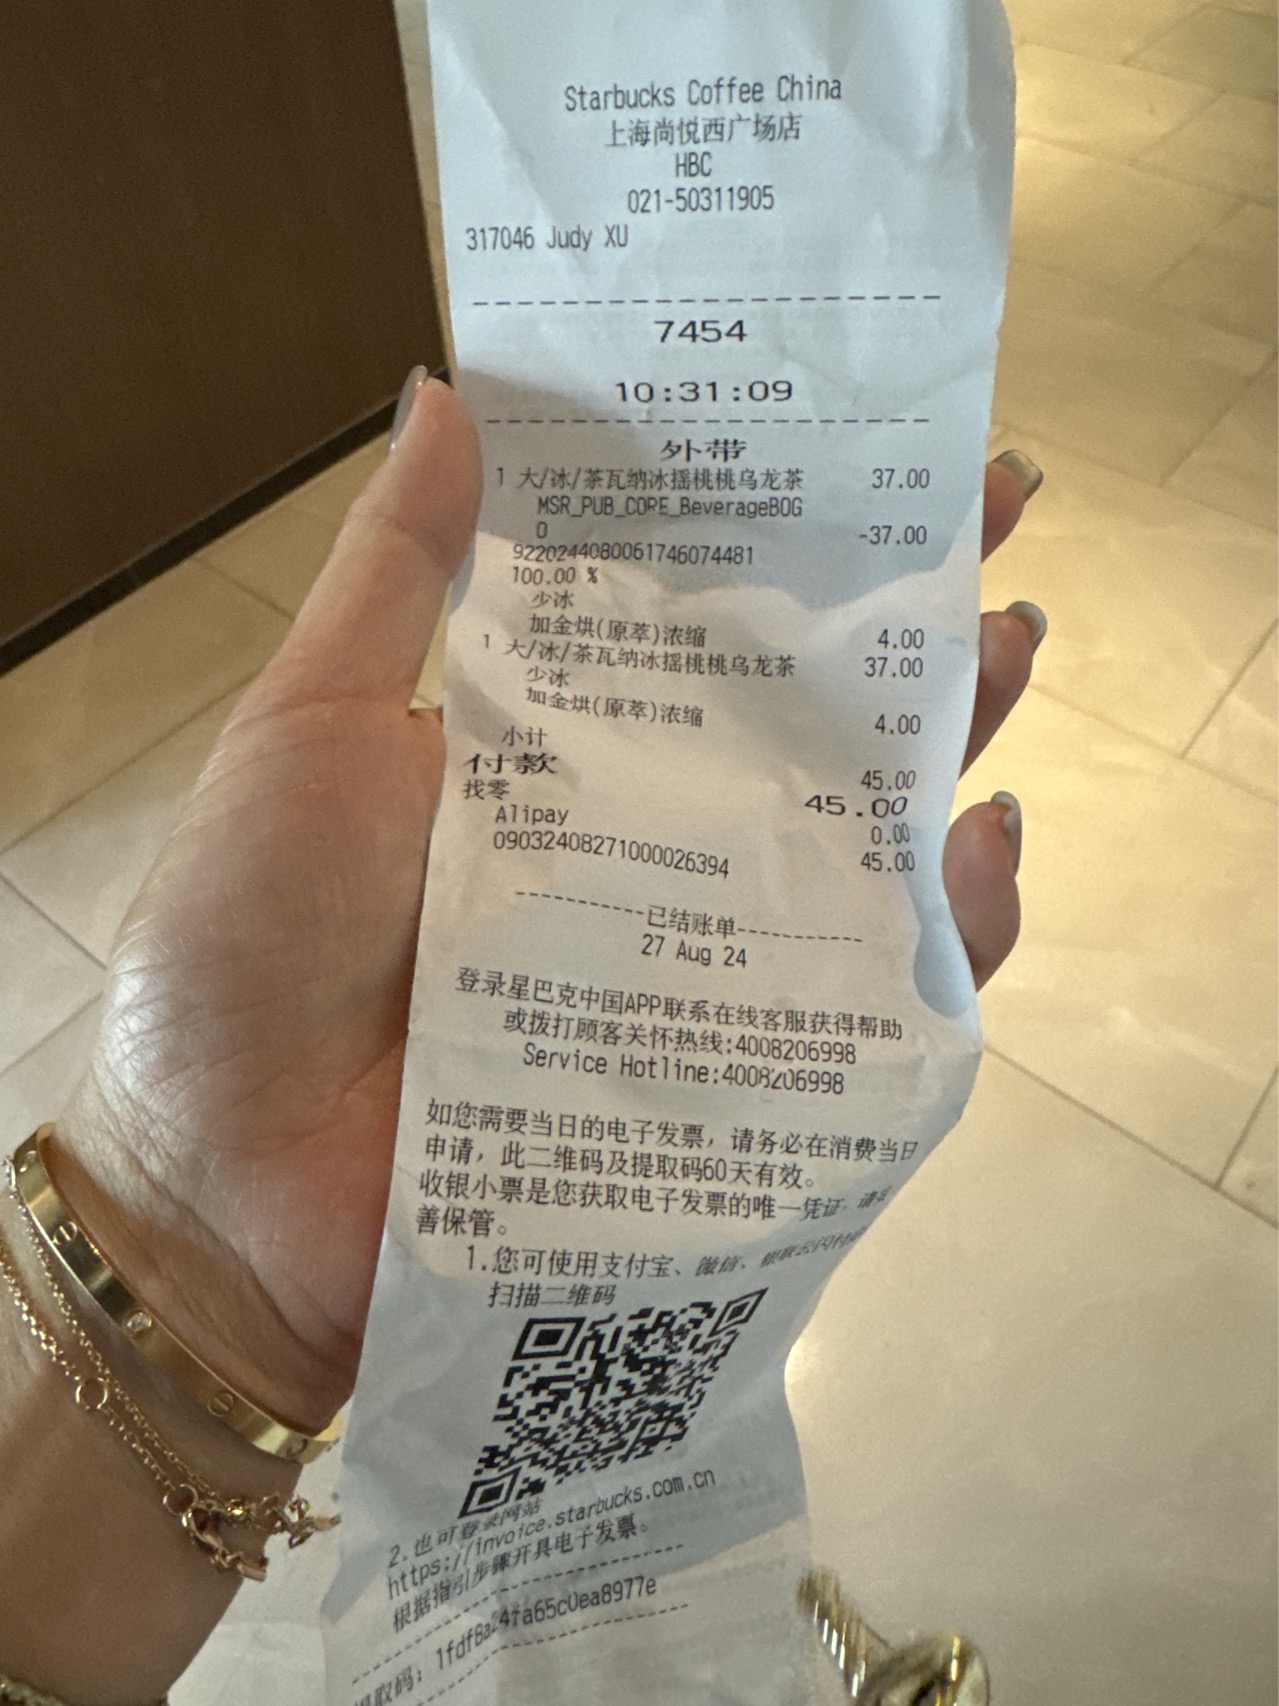 Starbucks Coffee China
上海尚悦西广场店
HBC
021-50311905
317046 Judy XU
7454
10:31:09
外带
1 大/冰/茶瓦纳冰摇桃桃乌龙茶 37.00
MSR_PUB_CORE_BeverageBOG
O -37.00
9220244080061746074481
100.00 %
少冰
加金烘(原萃)浓缩 4.00
1 大/冰/茶瓦纳冰摇桃桃乌龙茶 37.00
少冰
加金烘(原萃)浓缩 4.00
小计 45.00
付款 45.00
找零 0.00
Alipay 45.00
09032408271000026394
-----------已结账单-----------
27 Aug 24
登录星巴克中国APP联系在线客服获得帮助
或拨打顾客关怀热线:4008206998
Service Hotline:4008206998
如您需要当日的电子发票，请务必在消费当日
申请，此二维码及提取码60天有效。
收银小票是您获取电子发票的唯一凭证，请
善保管。
1.您可使用支付宝、微信、银联云闪付
扫描二维码
2.也可登录网站
https://invoice.starbucks.com.cn
根据指引步骤开具电子发票。
提取码: 1fdf8a24fa65c0ea8977e